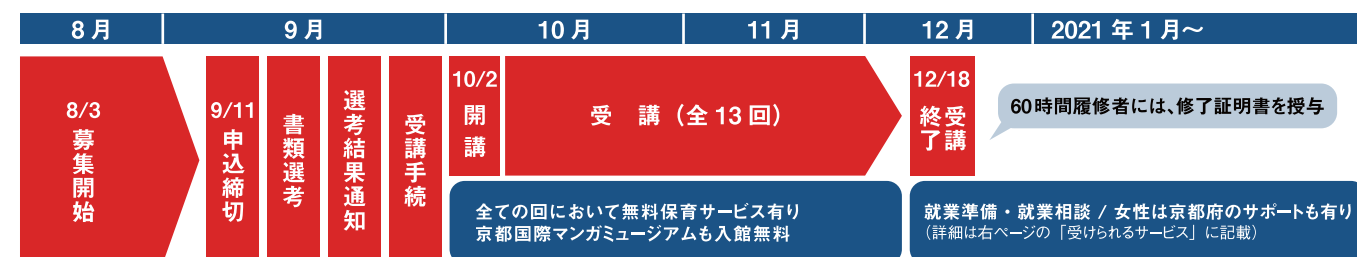 8月
9月
10月
11月
12月
2021年1月～
8/3
募集開始
9/11
申込締切
書類選考
選考結果通知
受講手続
10/2
開講
受　講（全13回）
12/18
受講
終了
60時間履修者には、修了証明書を授与
全ての回において無料保育サービス有り
京都国際マンガミュージアムも入館無料
就業準備・就業相談 / 女性は京都府のサポートも有り
（詳細は右ページの「受けられるサービス」に記載）